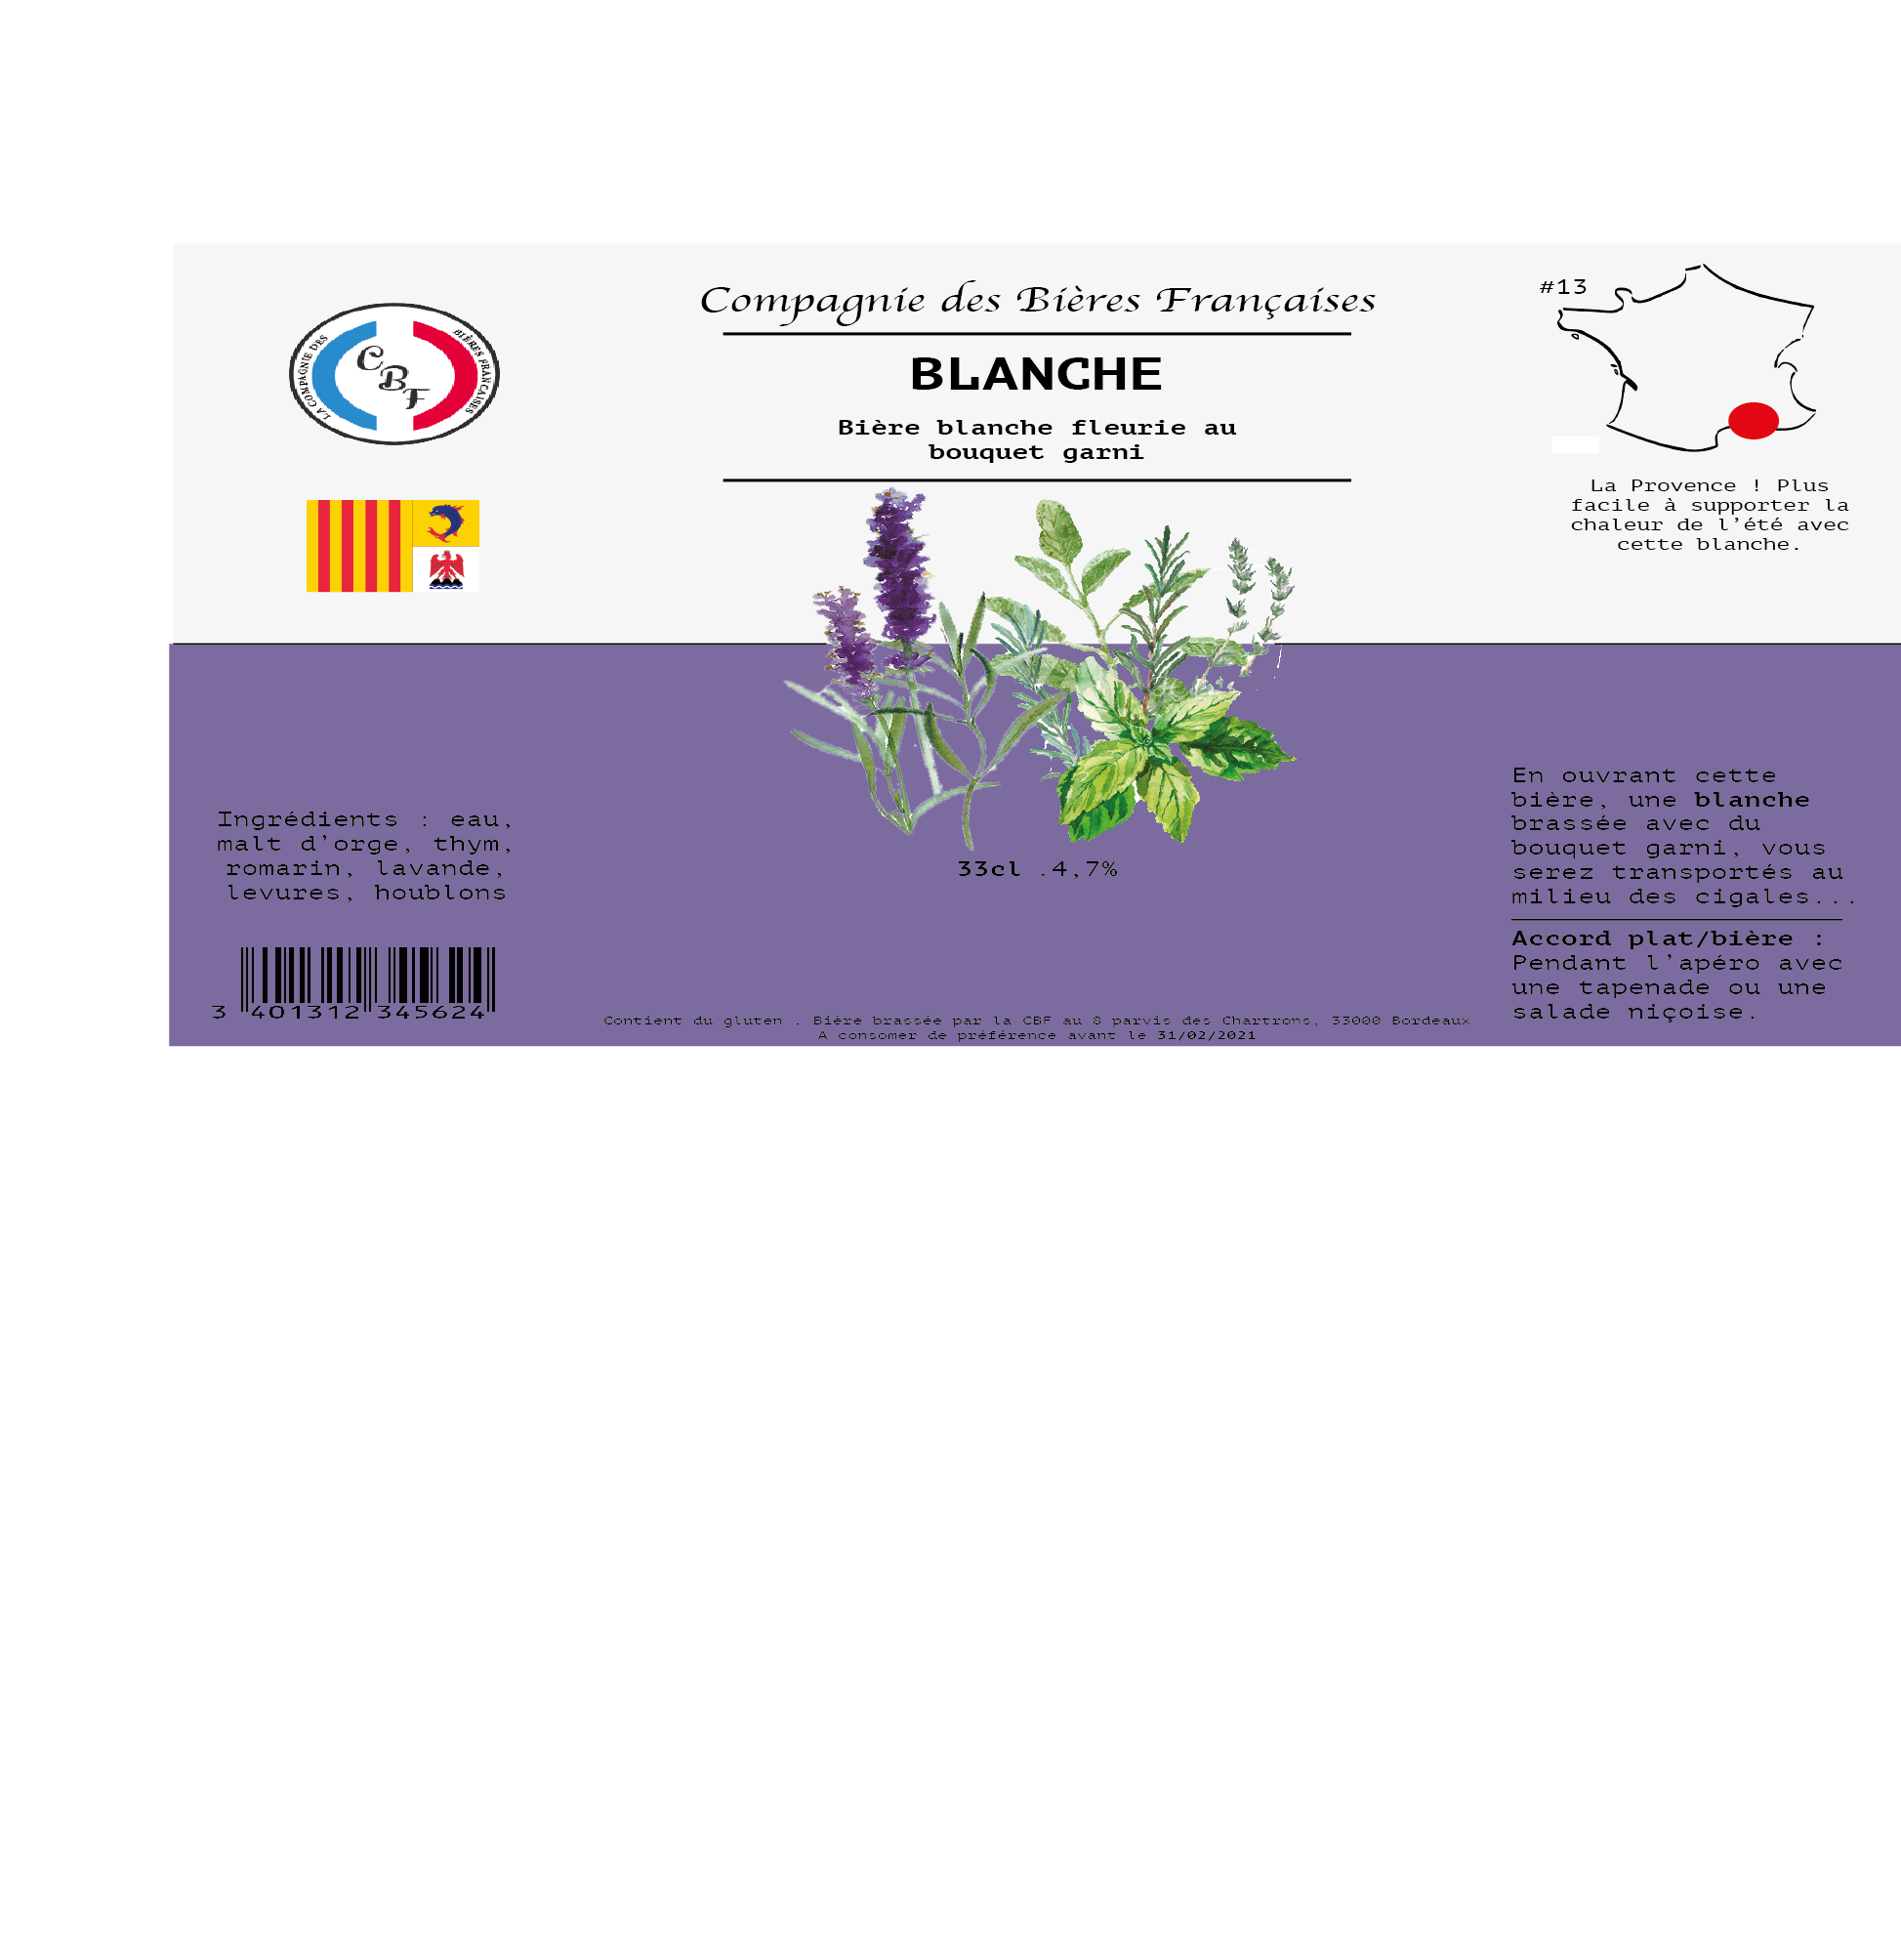 LA COMPAGNIE DES
BIÈRES FRANÇAISES
CBF
Compagnie des Bières Françaises
BLANCHE
Bière blanche fleurie au
bouquet garni
#13
La Provence ! Plus
facile à supporter la
chaleur de l’été avec
cette blanche.
Ingrédients : eau,
malt d’orge, thym,
romarin, lavande,
levures, houblons
3 401312 345624
33cl .4,7%
Contient du gluten . Bière brassée par la CBF au 8 parvis des Chartrons, 33000 Bordeaux
A consomer de préférence avant le 31/02/2021
En ouvrant cette
bière, une blanche
brassée avec du
bouquet garni, vous
serez transportés au
milieu des cigales...
Accord plat/bière :
Pendant l’apéro avec
une tapenade ou une
salade niçoise.